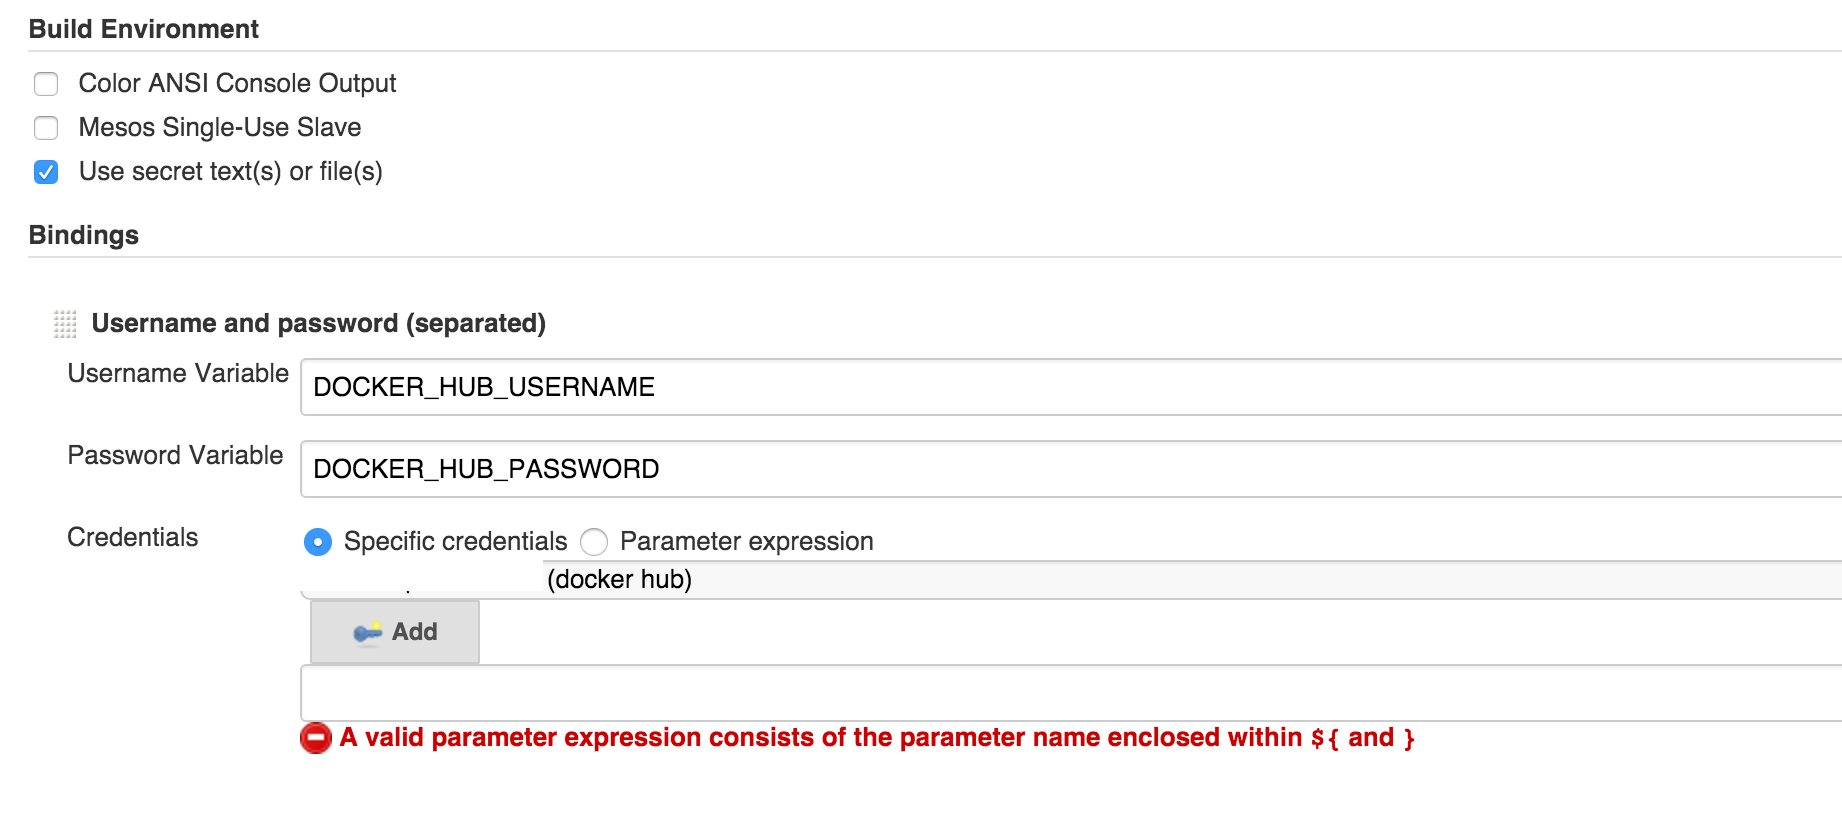 Build Environment
Color ANSI Console Output
Mesos Single-Use Slave
Use secret text(s) or file(s)
Bindings
Username and password (separated)
Username Variable DOCKER_HUB_USERNAME
Password Variable DOCKER_HUB_PASSWORD
Credentials Specific credentials Parameter expression
(docker hub)
Add
A valid parameter expression consists of the parameter name enclosed within ${ and }